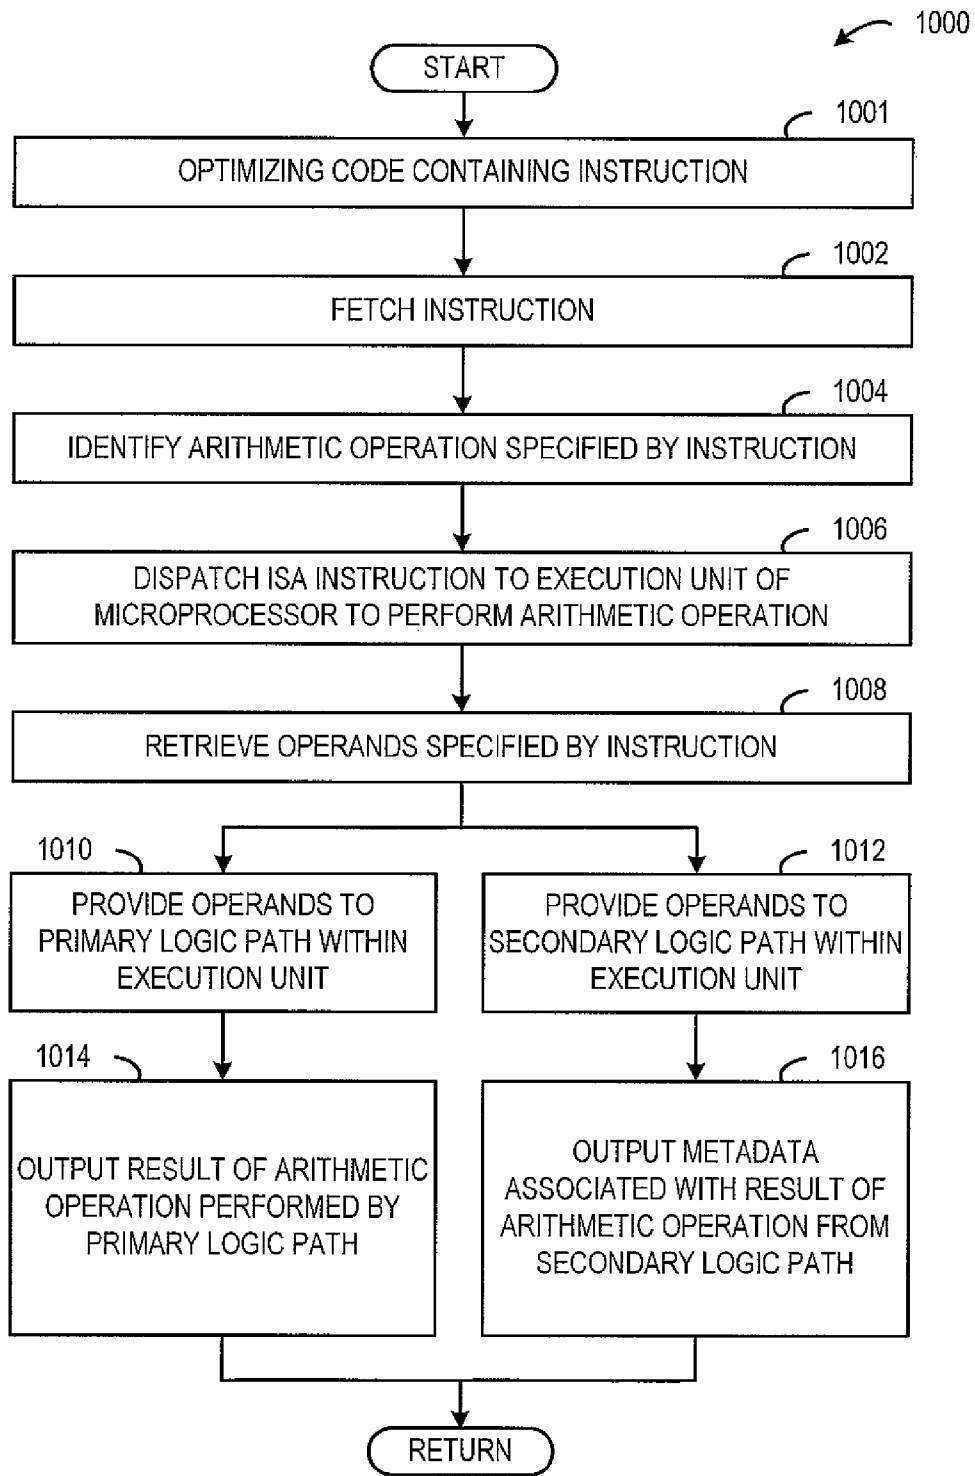 1000
START
1001
OPTIMIZING CODE CONTAINING INSTRUCTION
1002
FETCH INSTRUCTION
1004
IDENTIFY ARITHMETIC OPERATION SPECIFIED BY INSTRUCTION
1006
DISPATCH ISA INSTRUCTION TO EXECUTION UNIT OF
MICROPROCESSOR TO PERFORM ARITHMETIC OPERATION
1008
RETRIEVE OPERANDS SPECIFIED BY INSTRUCTION
1010
PROVIDE OPERANDS TO
PRIMARY LOGIC PATH WITHIN
EXECUTION UNIT
1012
PROVIDE OPERANDS TO
SECONDARY LOGIC PATH WITHIN
EXECUTION UNIT
1014
OUTPUT RESULT OF ARITHMETIC
OPERATION PERFORMED BY
PRIMARY LOGIC PATH
1016
OUTPUT METADATA
ASSOCIATED WITH RESULT OF
ARITHMETIC OPERATION FROM
SECONDARY LOGIC PATH
RETURN